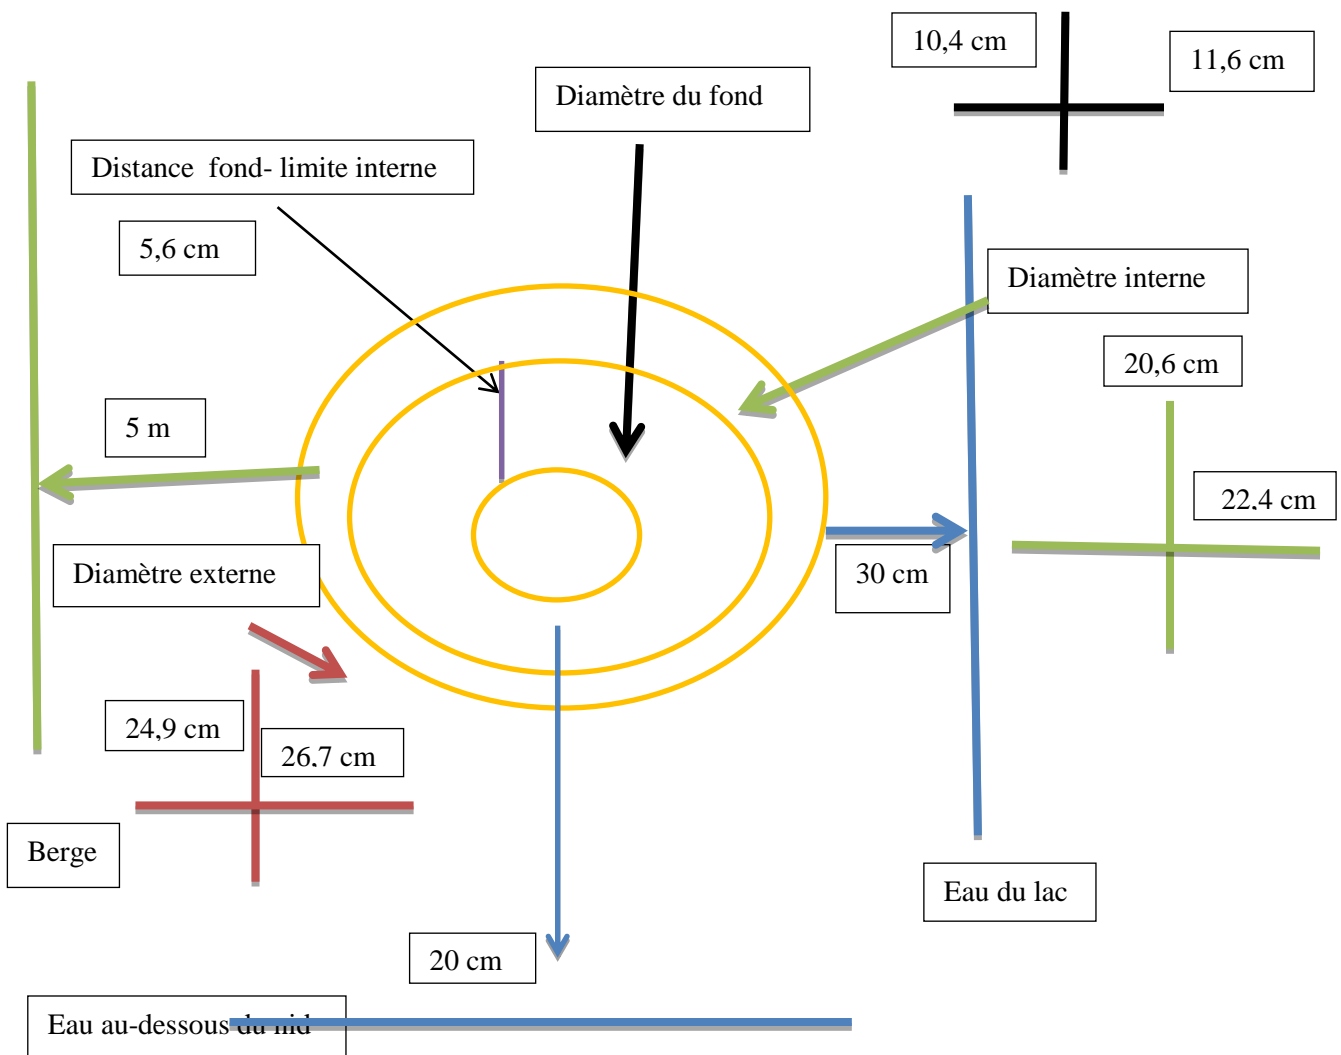 10,4 cm
11,6 cm
Diamètre du fond
Distance fond- limite interne
5,6 cm
Diamètre interne
20,6 cm
5 m
22,4 cm
Diamètre externe
30 cm
24,9 cm
26,7 cm
Berge
Eau du lac
20 cm
Eau au-dessous du nid